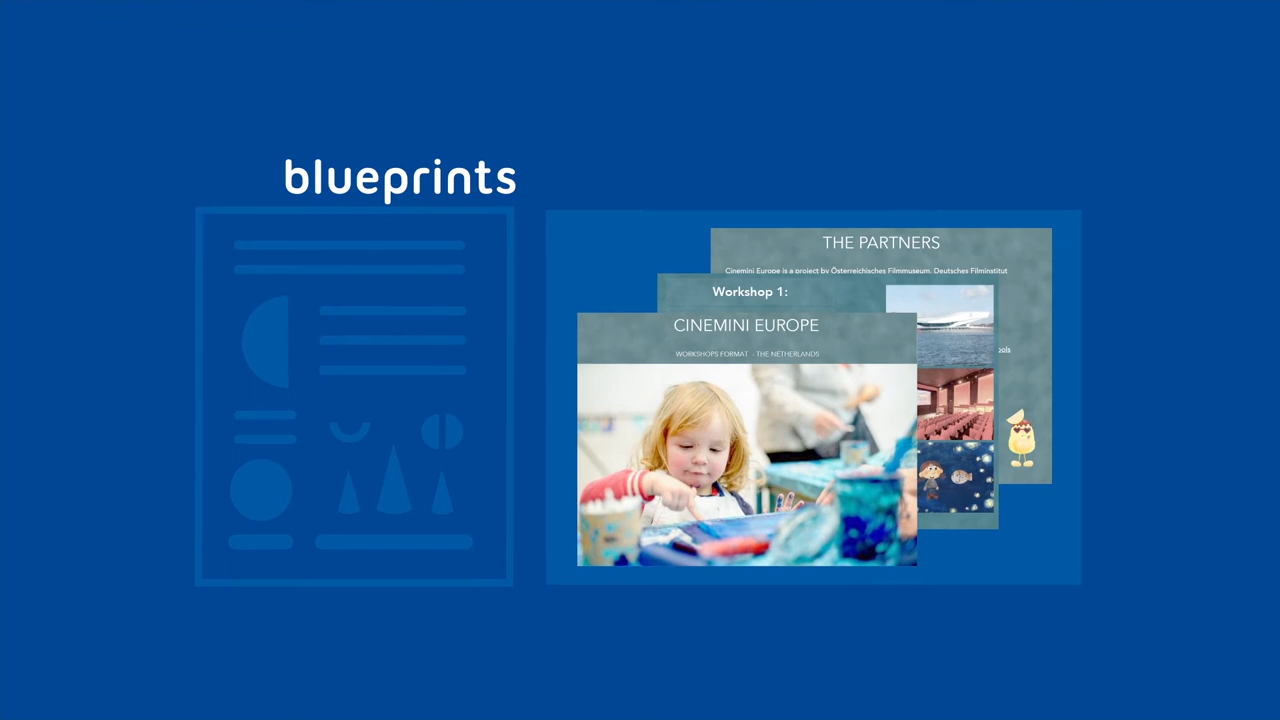 blueprints
THE PARTNERS
Cinemini Europe is a project by Österreichisches Filmmuseum, Deutsches Filminstitut
Workshop 1:
CINEMINI EUROPE
ools
WORKSHOPS FORMAT - THE NETHERLANDS